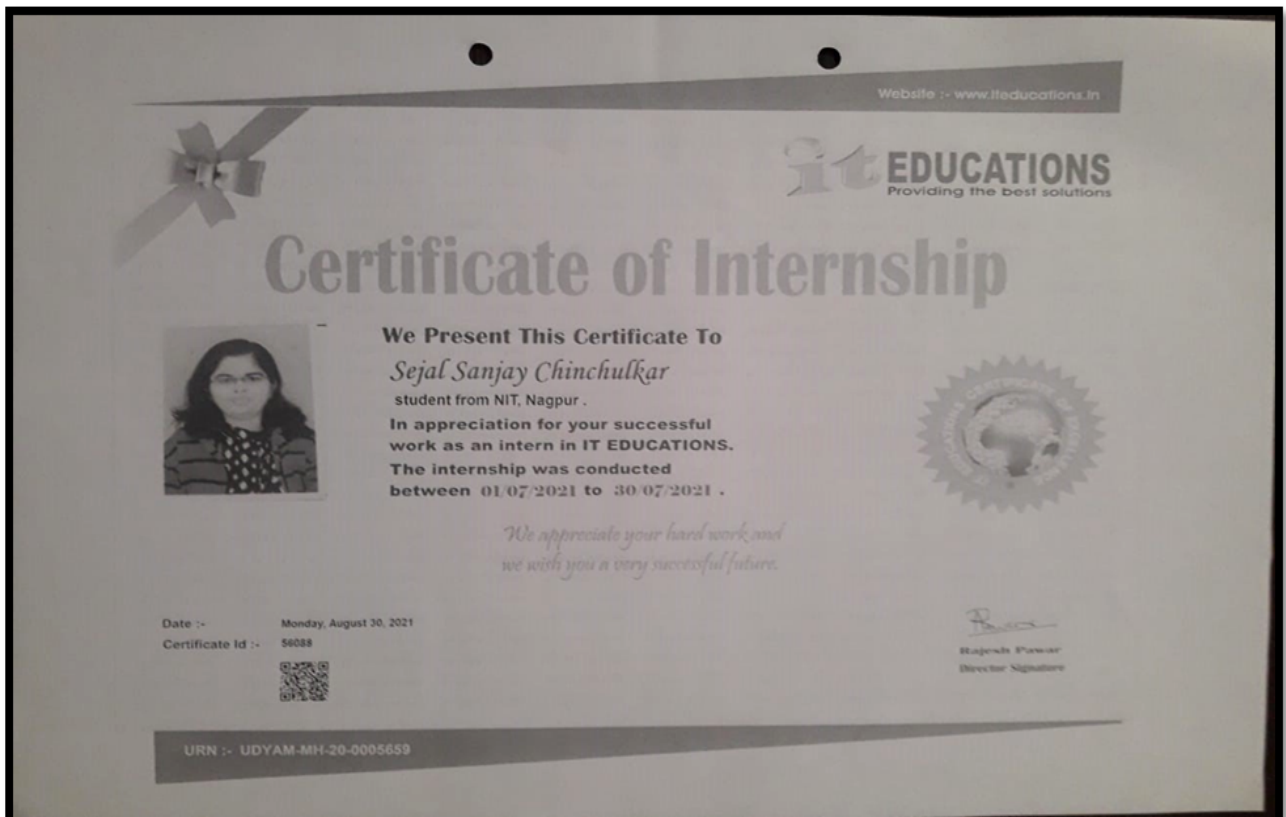 Website :- www.iteducations.in
it EDUCATIONS
Providing the best solutions
Certificate of Internship
We Present This Certificate To
Sejal Sanjay Chinchulkar
student from NIT, Nagpur .
In appreciation for your successful
work as an intern in IT EDUCATIONS.
The internship was conducted
between 01/07/2021 to 30/07/2021 .
We appreciate your hard work and
we wish you a very successful future.
Date :- Monday, August 30, 2021
Certificate Id :- 56088
Rajesh Pawar
Director Signature
URN :- UDYAM-MH-20-0005659